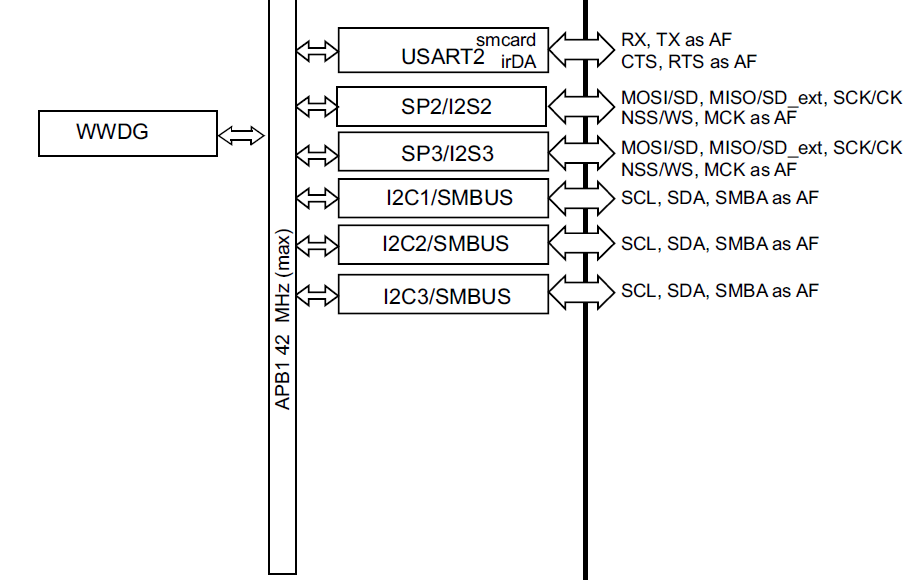 smcard
USART2 irDA
RX, TX as AF
CTS, RTS as AF
WWDG
SP2/I2S2
MOSI/SD, MISO/SD_ext, SCK/CK
NSS/WS, MCK as AF
SP3/I2S3
MOSI/SD, MISO/SD_ext, SCK/CK
NSS/WS, MCK as AF
I2C1/SMBUS
SCL, SDA, SMBA as AF
I2C2/SMBUS
SCL, SDA, SMBA as AF
I2C3/SMBUS
SCL, SDA, SMBA as AF
APB1 42 MHz (max)